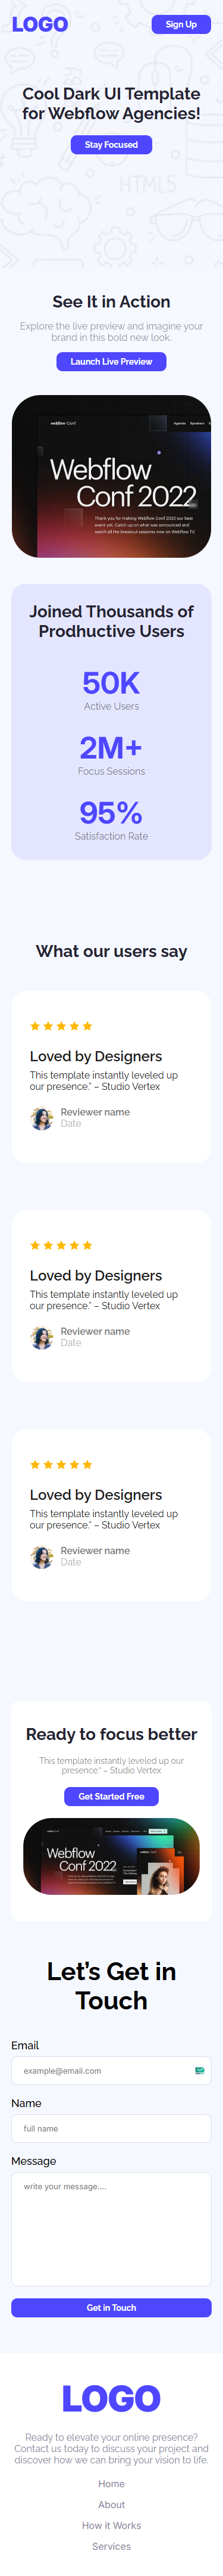 LOGO
Sign Up
Cool Dark UI Template
for Webflow Agencies!
Stay Focused
HTML5
See It in Action
Explore the live preview and imagine your
brand in this bold new look.
Launch Live Preview
webflow Conf
Agenda Speakers
Webflow
Conf 2022
Thank you for making Webflow Conf our best one
year yet. Catch up on what was announced and
watch all the breakout sessions now on Webflow TV.
Joined Thousands of
Prodhuctive Users
50K
Active Users
2M+
Focus Sessions
95%
Satisfaction Rate
What our users say
Loved by Designers
This template instantly leveled up
our presence.” – Studio Vertex
Reviewer name
Date
Loved by Designers
This template instantly leveled up
our presence.” – Studio Vertex
Reviewer name
Date
Loved by Designers
This template instantly leveled up
our presence.” – Studio Vertex
Reviewer name
Date
Ready to focus better
This template instantly leveled up our
presence.” – Studio Vertex
Get Started Free
Webflow
Conf 2022
Let’s Get in
Touch
Email
example@email.com
Name
full name
Message
write your message....
Get in Touch
LOGO
Ready to elevate your online presence?
Contact us today to discuss your project and
discover how we can bring your vision to life.
Home
About
How it Works
Services